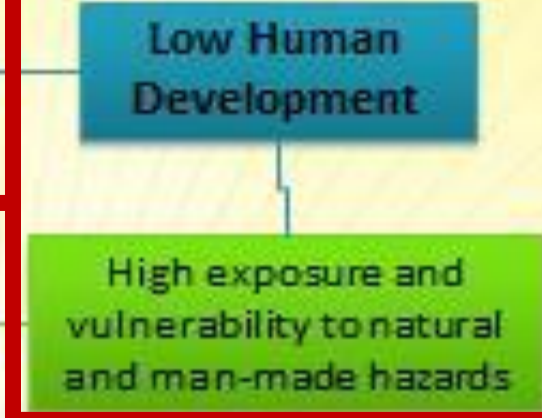 Low Human
Development
High exposure and
vulnerability to natural
and man-made hazards